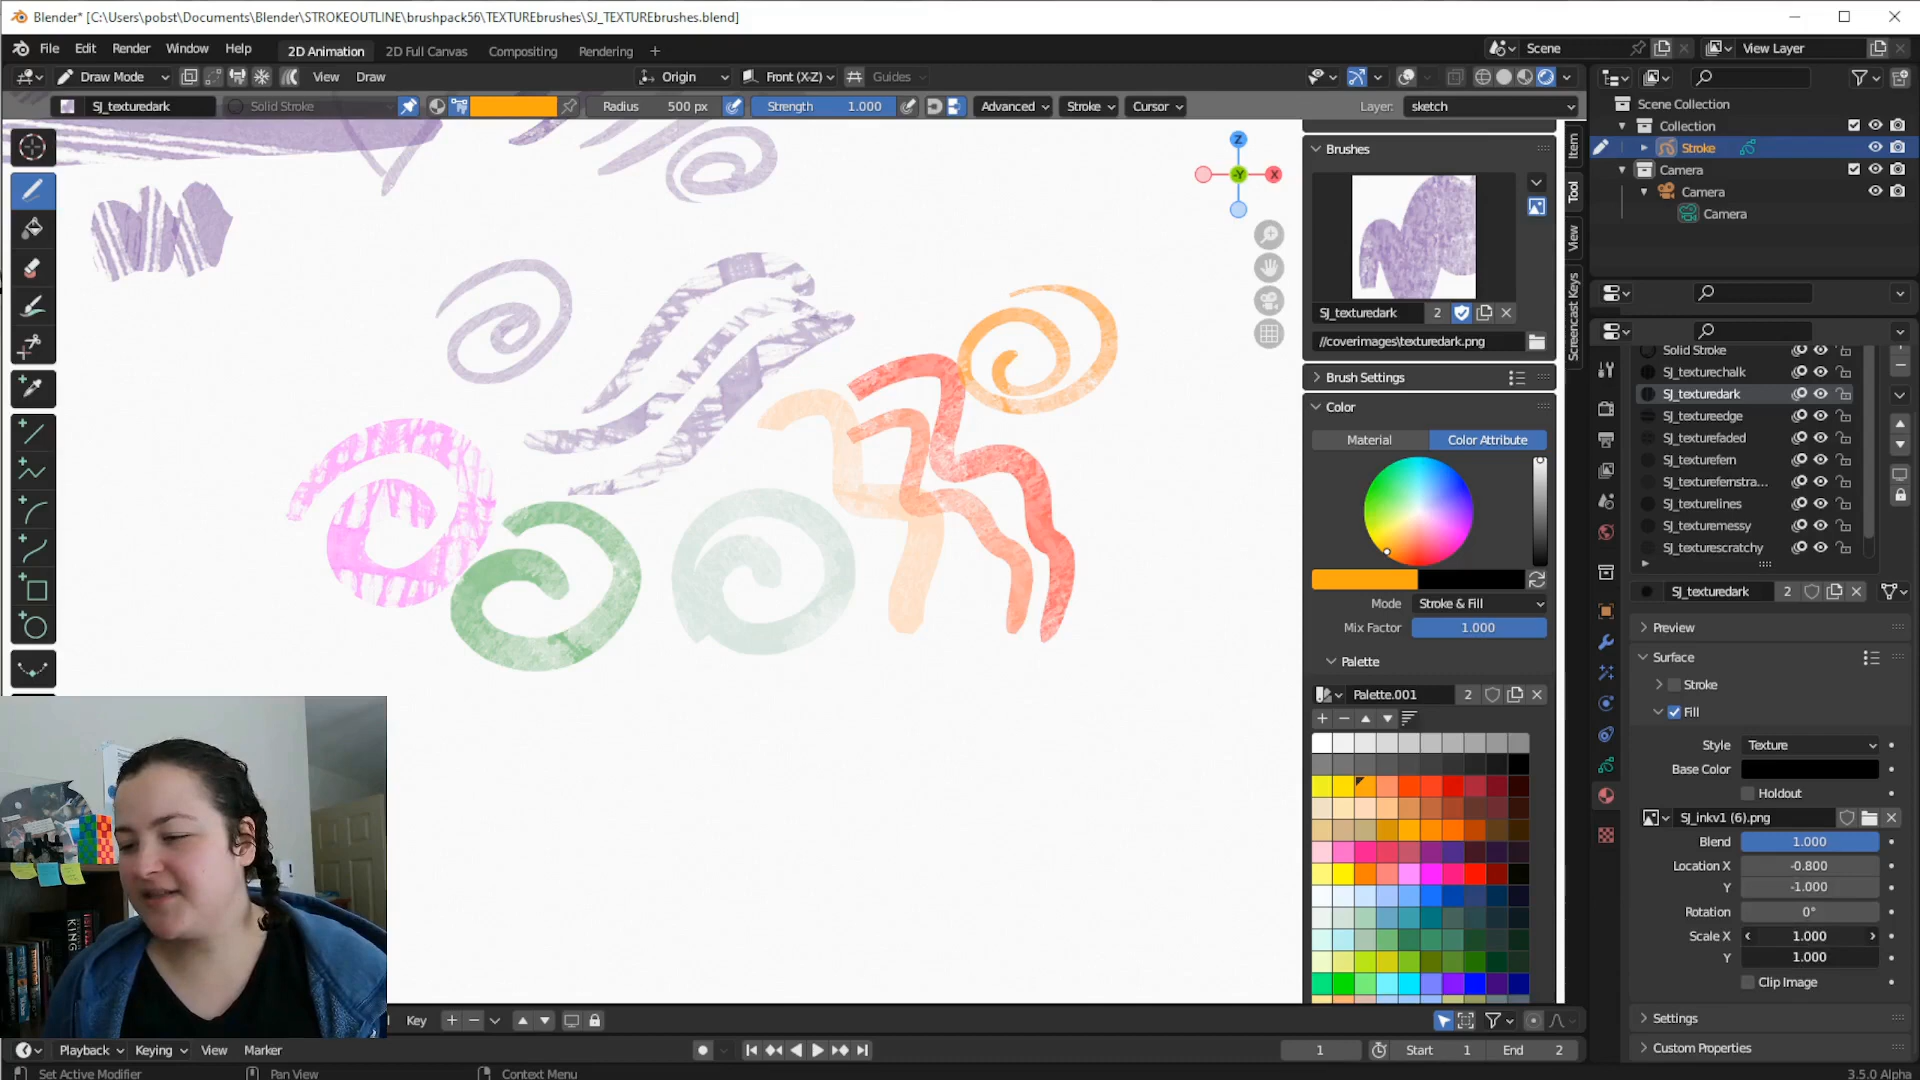 Blender* [C:\Users\pobst\Documents\Blender\STROKEOUTLINE\brushpack56\TEXTUREbrushes\SJ_TEXTUREbrushes.blend]
File Edit Render Window Help 2D Animation 2D Full Canvas Compositing Rendering + Scene View Layer
Draw Mode View Draw Origin Front (X-Z) Guides
SJ_texturedark Solid Stroke Radius 500 px Strength 1.000 Advanced Stroke Cursor Layer: sketch
Z
-Y
X
Item
Tool
View
Screencast Keys
Brushes
SJ_texturedark 2
//coverimages\texturedark.png
Brush Settings
Color
Material Color Attribute
Mode Stroke & Fill
Mix Factor 1.000
Palette
Palette.001 2
Scene Collection
Collection
Stroke
Camera
Camera
Camera
Solid Stroke
SJ_texturechalk
SJ_texturedark
SJ_textureedge
SJ_texturefaded
SJ_texturefern
SJ_texturefernstra...
SJ_texturelines
SJ_texturemessy
SJ_texturescratchy
SJ_texturedark 2
Preview
Surface
Stroke
Fill
Style Texture
Base Color
Holdout
SJ_inkv1 (6).png
Blend 1.000
Location X -0.800
Y -1.000
Rotation 0°
Scale X 1.000
Y 1.000
Clip Image
Settings
Custom Properties
KING
Key
Playback Keying View Marker 1 Start 1 End 2
Set Active Modifier Pan View Context Menu 3.5.0 Alpha